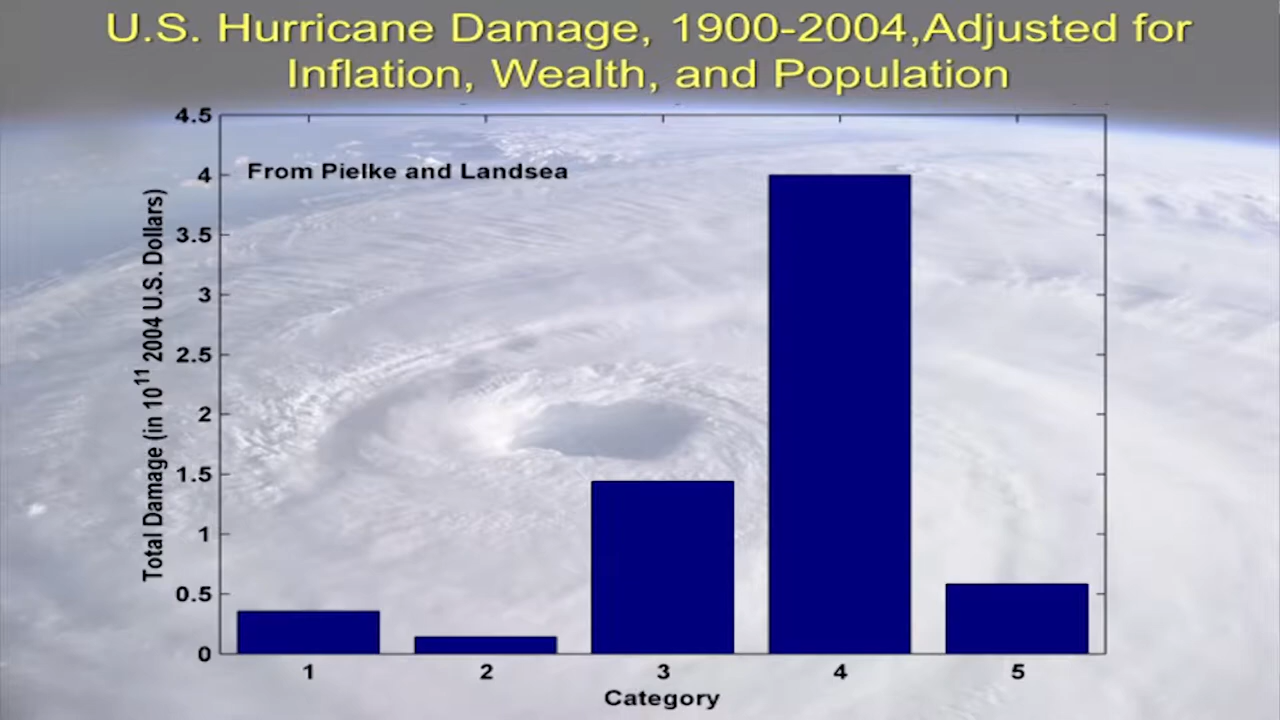 U.S. Hurricane Damage, 1900-2004,Adjusted for
Inflation, Wealth, and Population
From Pielke and Landsea
Total Damage (in 10¹¹ 2004 U.S. Dollars)
4.5
4
3.5
3
2.5
2
1.5
1
0.5
0
1 2 3 4 5
Category